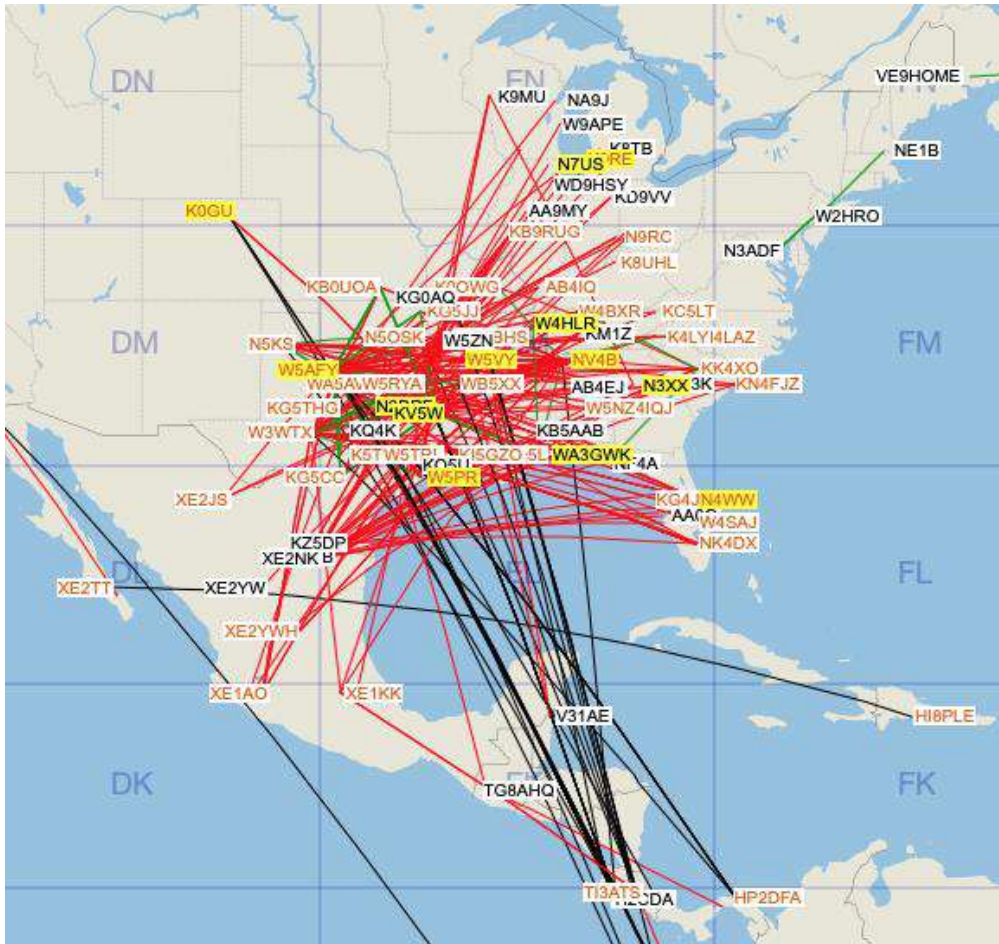 VE9HOME
DN
EN
K9MU
NA9J
W9APE
K8TB
NE1B
N7US
WD9HSY
KD9VV
K0GU
AA9MY
W2HRO
KB9RUG
N9RC
N3ADF
K8UHL
KB0UOA
KG0AQ
K0OWG
AB4IQ
KG5JJ
W4BXR
KC5LT
W4HLR
DM
N5OSK
W5ZN
KM1Z
FM
N5KS
W5VY
NV4B
W5AFY
KK4XO
W5RYA
WB5XX
AB4EJ
N3XX
KN4FJZ
KG5THG
KV5W
W3WTX
KQ4K
KB5AAB
WA3GWK
NF4A
KG5CC
W5PR
XE2JS
N4WW
W4SAJ
KZ5DP
NK4DX
XE2NK
FL
XE2TT
XE2YW
XE2YWH
XE1AO
XE1KK
V31AE
HI8PLE
DK
TG8AHQ
FK
TI3ATS
HP2DFA